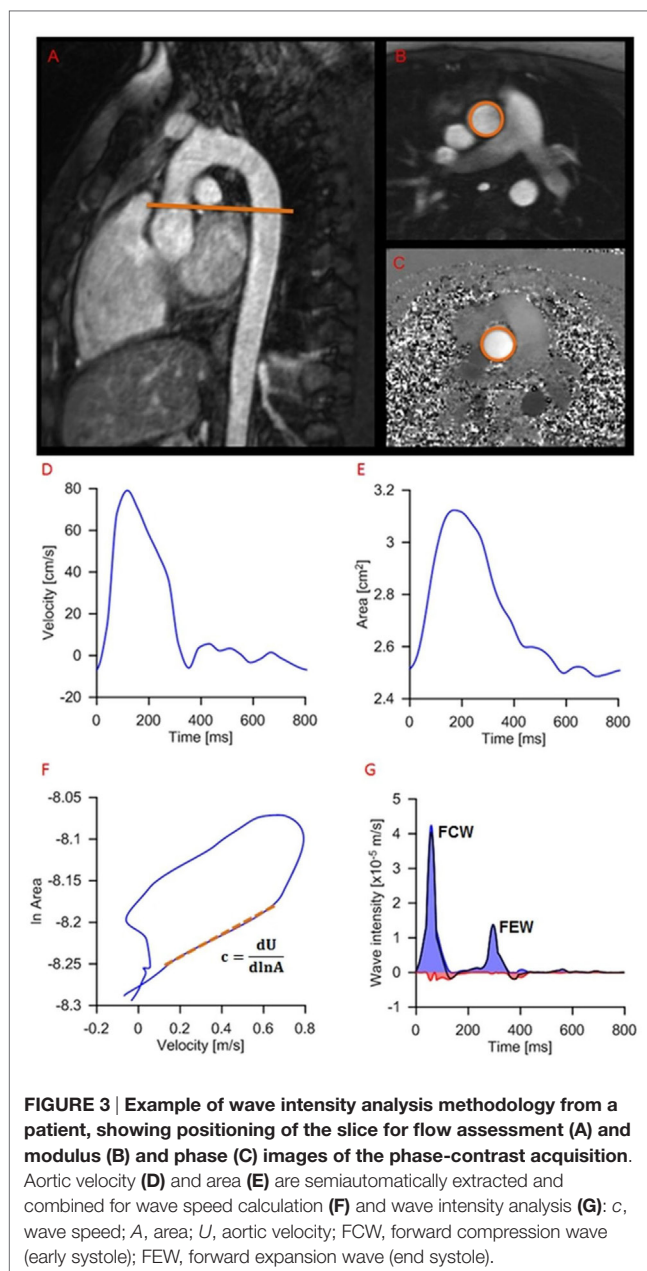 A
B
C
D
E
80
60
40
20
0
-20
Velocity [cm/s]
0 200 400 600 800
Time [ms]
3.2
3
2.8
2.6
2.4
Area [cm²]
0 200 400 600 800
Time [ms]
F
G
-8.05
-8.1
-8.15
-8.2
-8.25
-8.3
ln Area
c = dU/dlnA
-0.2 0 0.2 0.4 0.6 0.8
Velocity [m/s]
5
4
3
2
1
0
-1
Wave intensity [x10⁻⁵ m/s]
FCW
FEW
0 200 400 600 800
Time [ms]
FIGURE 3 | Example of wave intensity analysis methodology from a
patient, showing positioning of the slice for flow assessment (A) and
modulus (B) and phase (C) images of the phase-contrast acquisition.
Aortic velocity (D) and area (E) are semiautomatically extracted and
combined for wave speed calculation (F) and wave intensity analysis (G): c,
wave speed; A, area; U, aortic velocity; FCW, forward compression wave
(early systole); FEW, forward expansion wave (end systole).